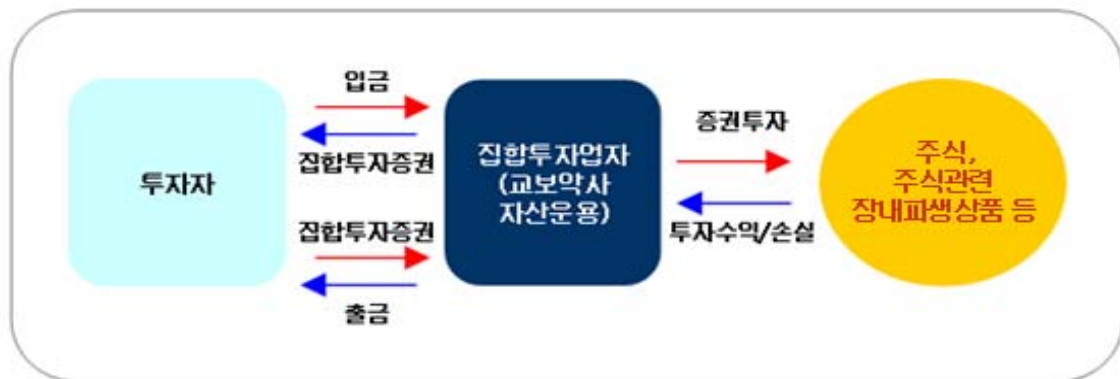 입금
집합투자증권
투자자
집합투자증권
출금
집합투자업자
(교보악사
자산운용)
증권투자
투자수익/손실
주식,
주식관련
장내파생상품 등